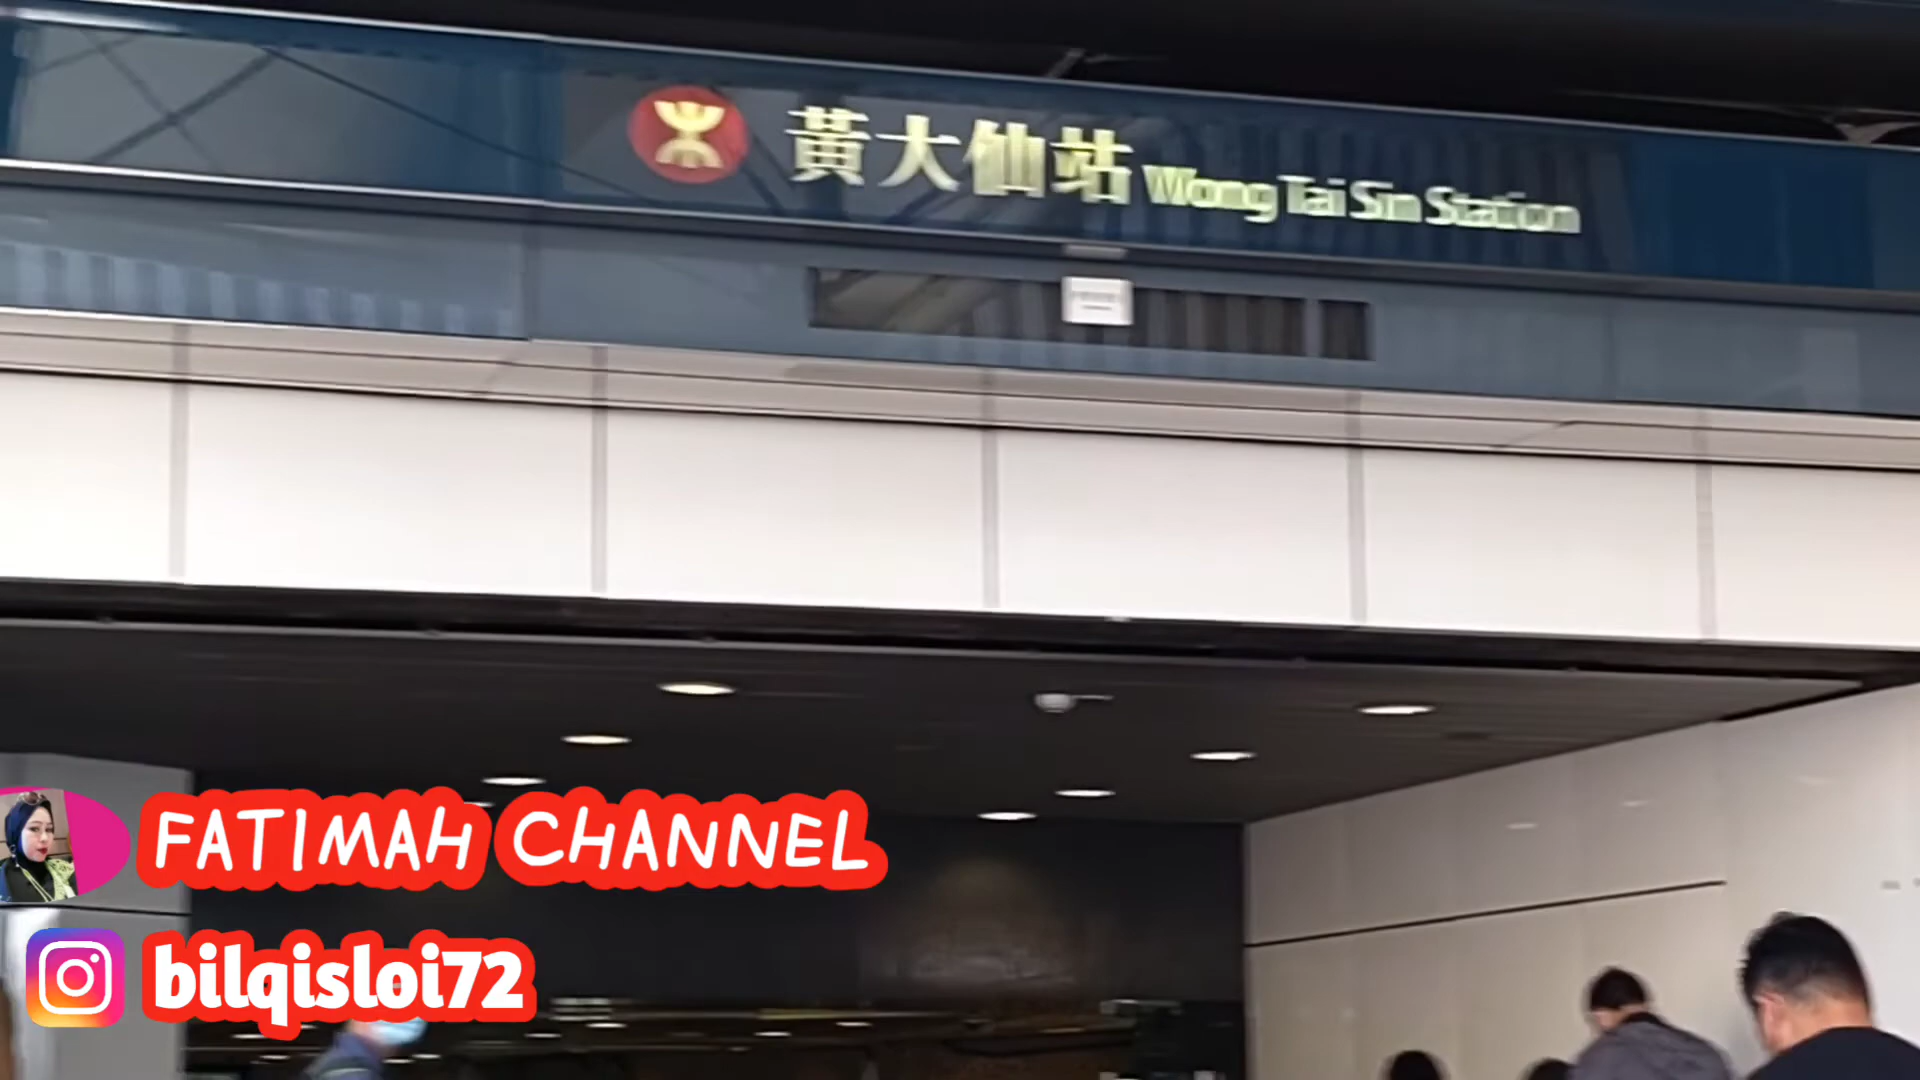 黃大仙站 Wong Tai Sin Station
FATIMAH CHANNEL
bilqisloi72